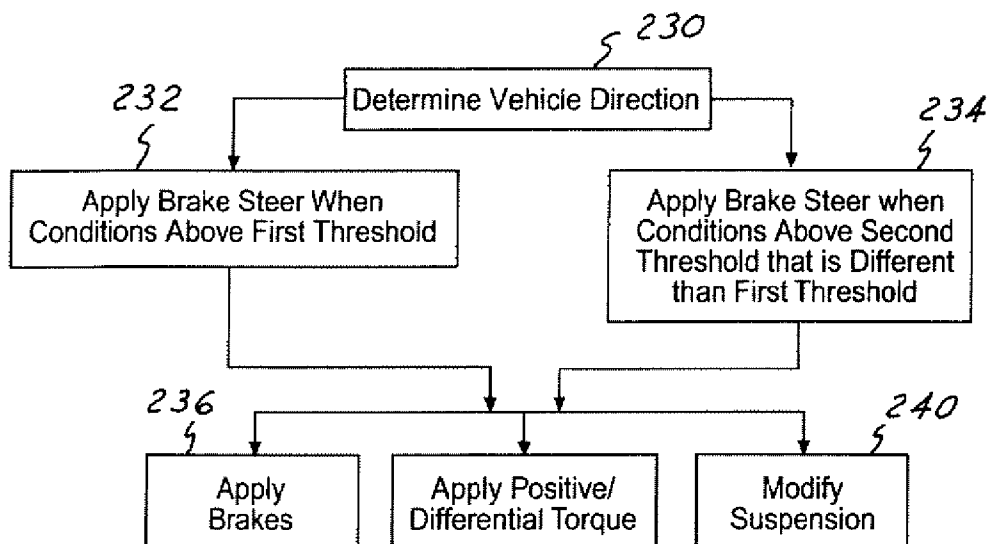 230
Determine Vehicle Direction
232
234
Apply Brake Steer When
Conditions Above First Threshold
Apply Brake Steer when
Conditions Above Second
Threshold that is Different
than First Threshold
236
240
Apply
Brakes
Apply Positive/
Differential Torque
Modify
Suspension